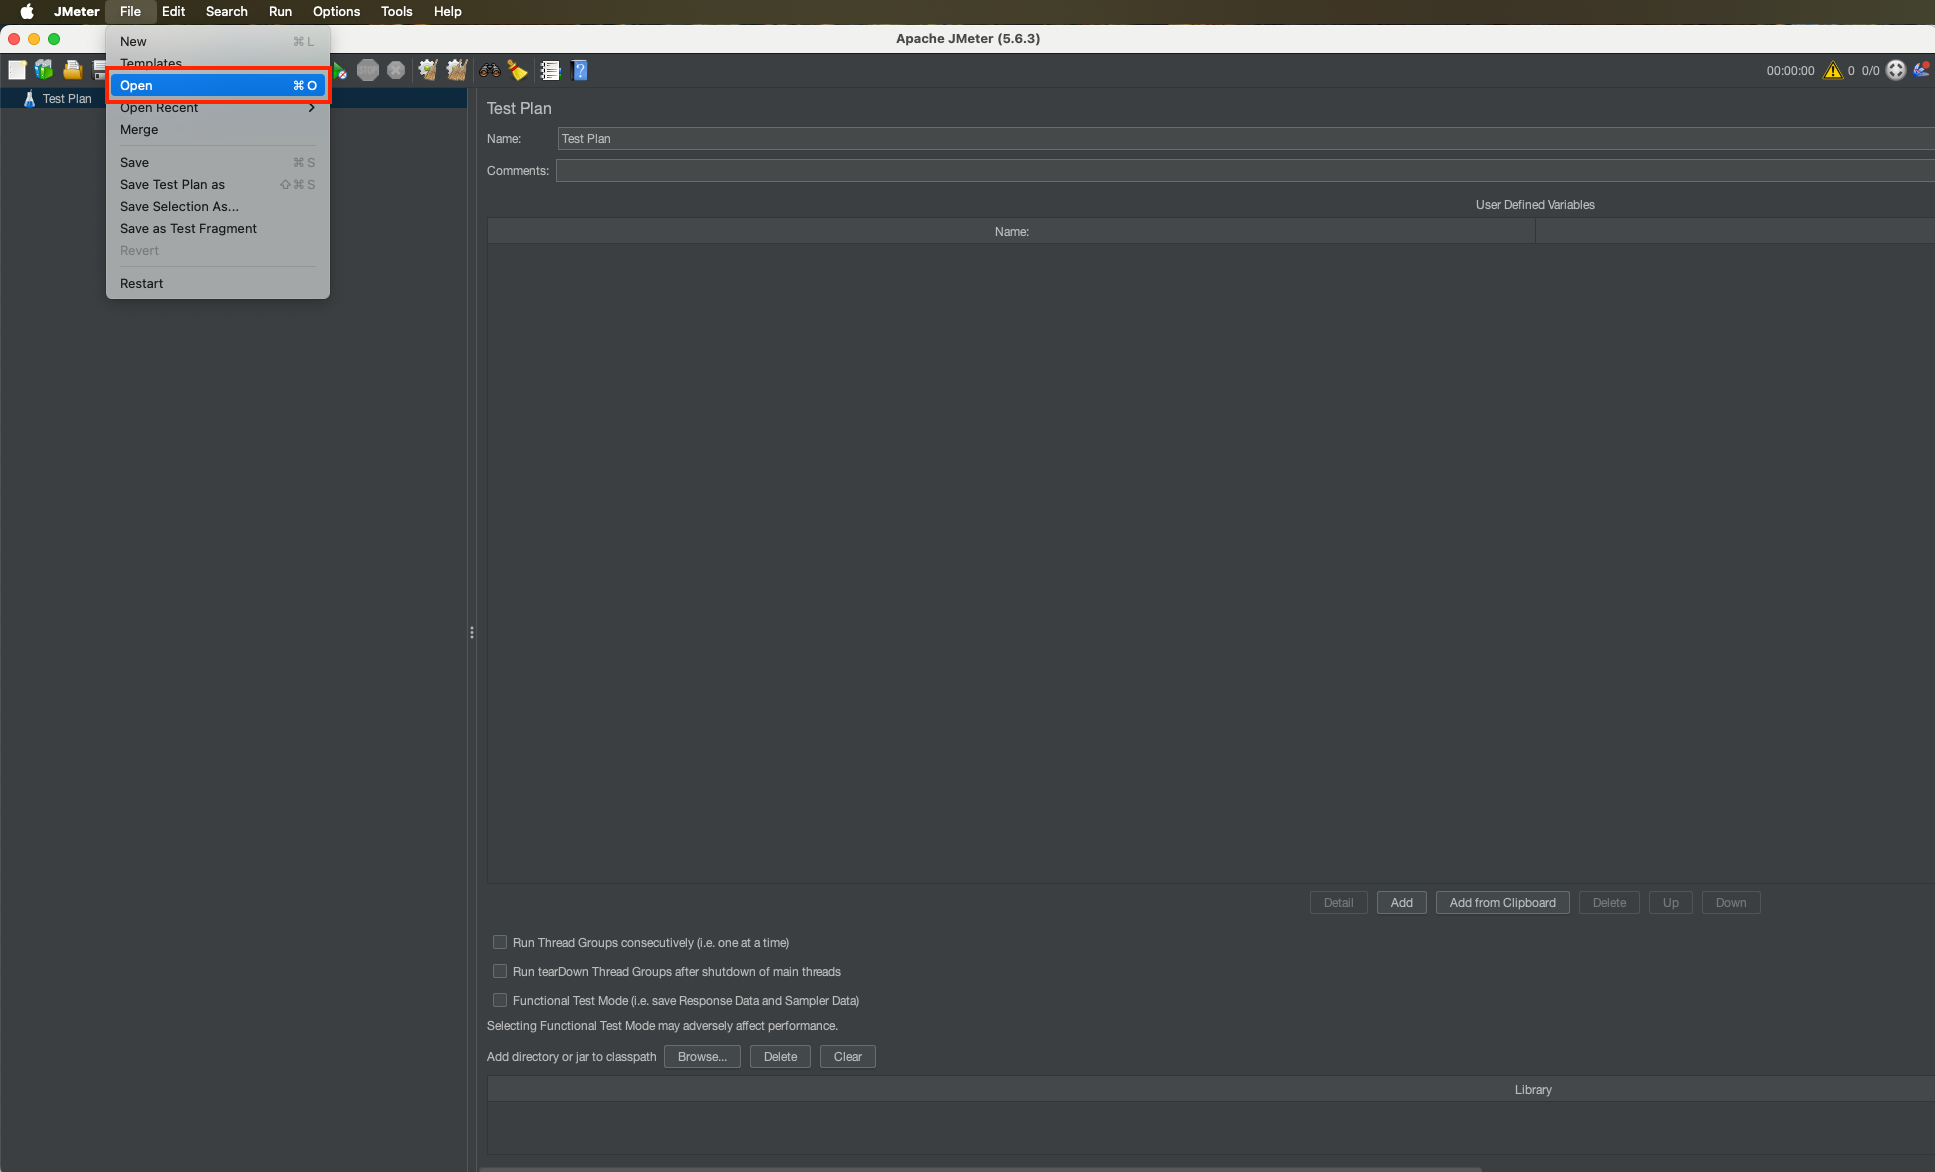 JMeter File Edit Search Run Options Tools Help
Apache JMeter (5.6.3)
New ⌘ L
Templates
Open ⌘ O
Open Recent
Merge
Save ⌘ S
Save Test Plan as ⇧ ⌘ S
Save Selection As...
Save as Test Fragment
Revert
Restart
STOP
?
00:00:00 0 0/0
Test Plan
Test Plan
Name: Test Plan
Comments:
User Defined Variables
Name:
Detail Add Add from Clipboard Delete Up Down
Run Thread Groups consecutively (i.e. one at a time)
Run tearDown Thread Groups after shutdown of main threads
Functional Test Mode (i.e. save Response Data and Sampler Data)
Selecting Functional Test Mode may adversely affect performance.
Add directory or jar to classpath Browse... Delete Clear
Library